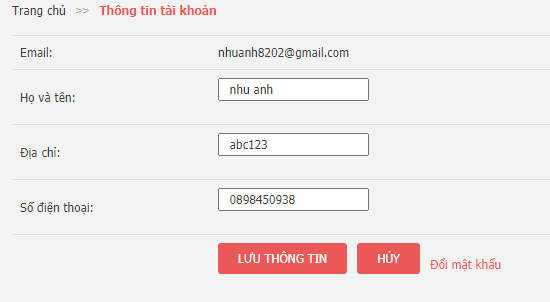 Trang chủ >> Thông tin tài khoản
Email: nhuanh8202@gmail.com
Họ và tên: nhu anh
Địa chỉ: abc123
Số điện thoại: 0898450938
LƯU THÔNG TIN HỦY Đổi mật khẩu